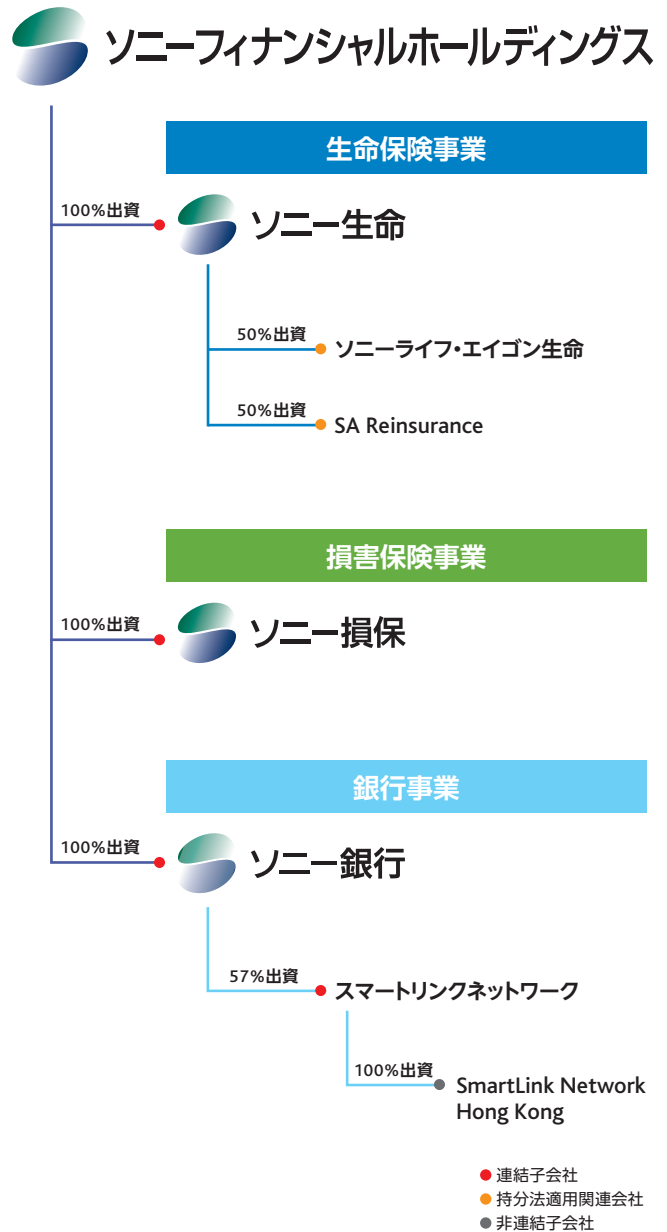 ソニーフィナンシャルホールディングス
生命保険事業
100%出資
ソニー生命
50%出資
ソニーライフ・エイゴン生命
50%出資
SA Reinsurance
損害保険事業
100%出資
ソニー損保
銀行事業
100%出資
ソニー銀行
57%出資
スマートリンクネットワーク
100%出資
SmartLink Network
Hong Kong
連結子会社
持分法適用関連会社
非連結子会社